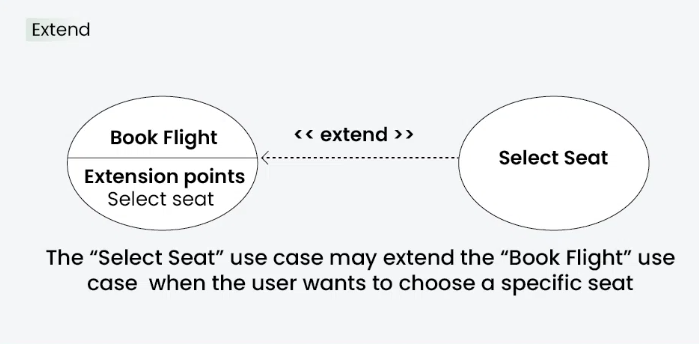 Extend
Book Flight
Extension points
Select seat
<< extend >>
Select Seat
The “Select Seat” use case may extend the “Book Flight” use
case when the user wants to choose a specific seat